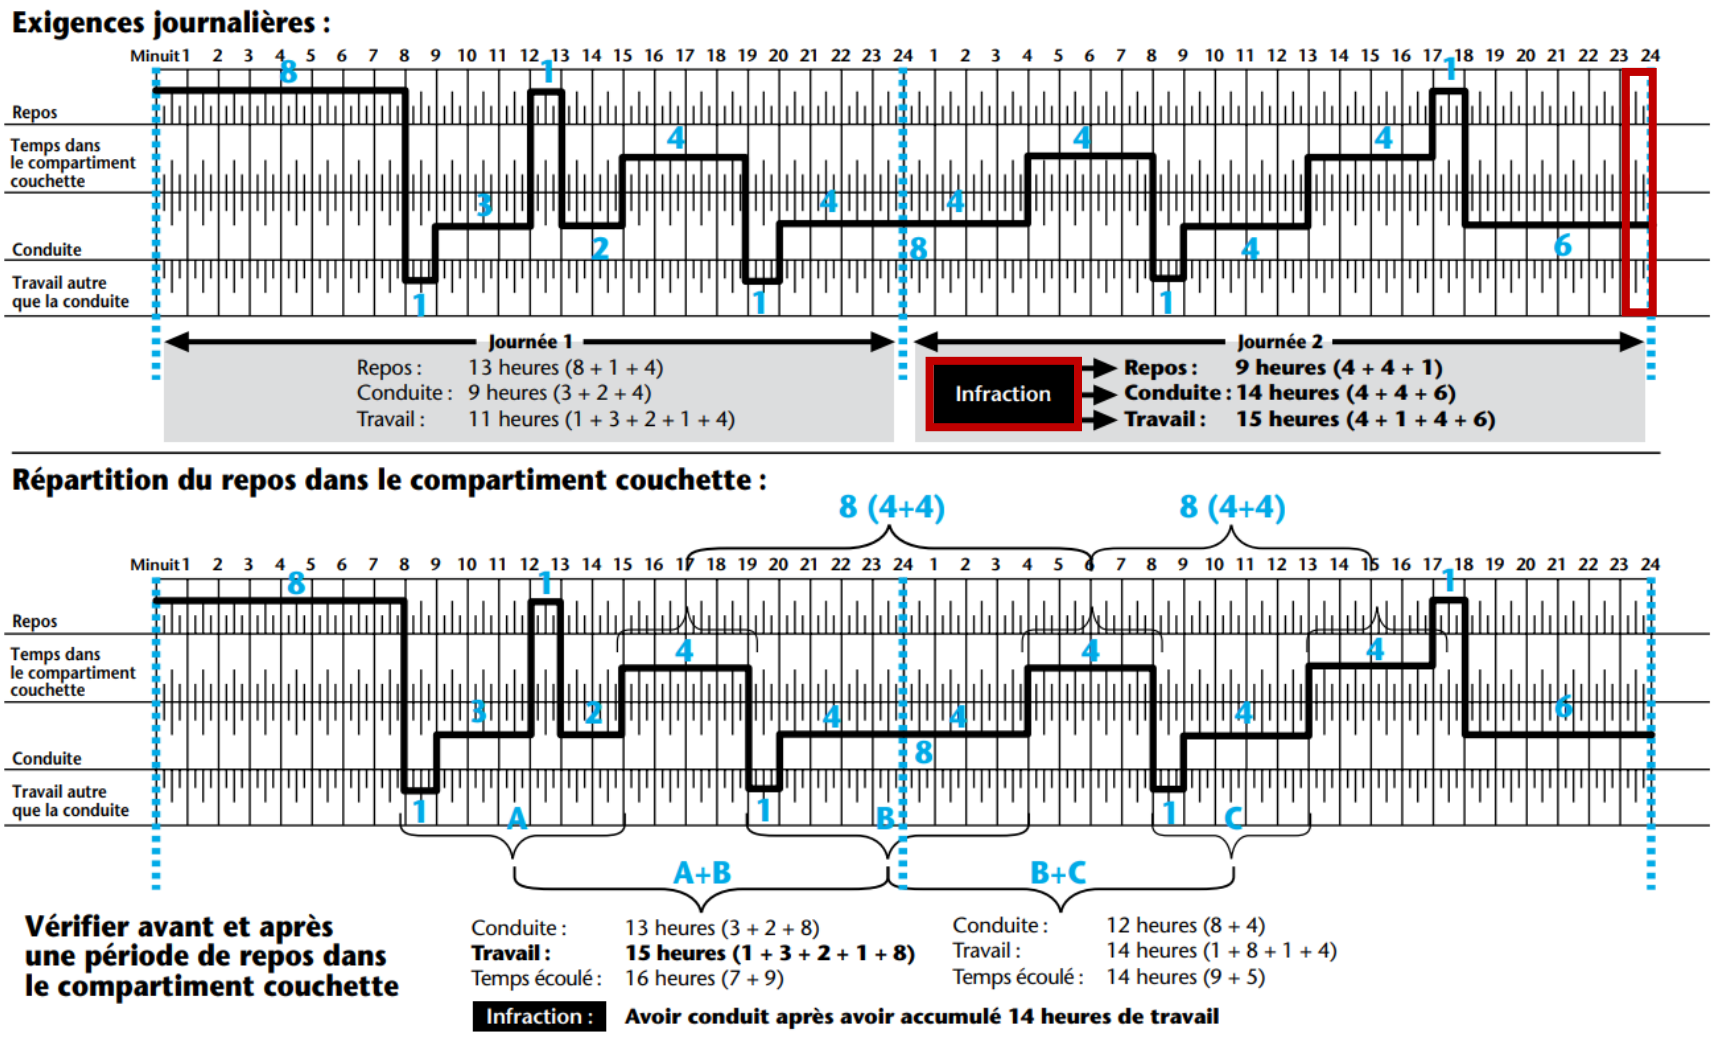 Exigences journalières :
Minuit 1 2 3 4 5 6 7 8 9 10 11 12 13 14 15 16 17 18 19 20 21 22 23 24 1 2 3 4 5 6 7 8 9 10 11 12 13 14 15 16 17 18 19 20 21 22 23 24
8 1 1
Repos
4 4 4
Temps dans
le compartiment
couchette
3 4 4
Conduite
2 8 4 6
Travail autre
que la conduite
1 1 1
Journée 1
Repos : 13 heures (8 + 1 + 4)
Conduite : 9 heures (3 + 2 + 4)
Travail : 11 heures (1 + 3 + 2 + 1 + 4)
Journée 2
Infraction
Repos : 9 heures (4 + 4 + 1)
Conduite : 14 heures (4 + 4 + 6)
Travail : 15 heures (4 + 1 + 4 + 6)
Répartition du repos dans le compartiment couchette :
8 (4+4) 8 (4+4)
Minuit 1 2 3 4 5 6 7 8 9 10 11 12 13 14 15 16 17 18 19 20 21 22 23 24 1 2 3 4 5 6 7 8 9 10 11 12 13 14 15 16 17 18 19 20 21 22 23 24
8 1 1
Repos
4 4 4
Temps dans
le compartiment
couchette
3 2 4 4 4 6
Conduite
8
Travail autre
que la conduite
1 1 1
A B C
A+B B+C
Vérifier avant et après
une période de repos dans
le compartiment couchette
Conduite : 13 heures (3 + 2 + 8)
Travail : 15 heures (1 + 3 + 2 + 1 + 8)
Temps écoulé : 16 heures (7 + 9)
Conduite : 12 heures (8 + 4)
Travail : 14 heures (1 + 8 + 1 + 4)
Temps écoulé : 14 heures (9 + 5)
Infraction : Avoir conduit après avoir accumulé 14 heures de travail